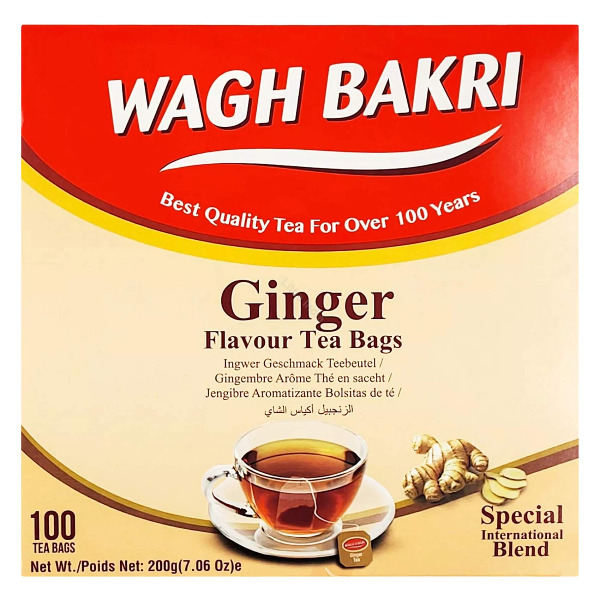 WAGH BAKRI
Best Quality Tea For Over 100 Years
Ginger
Flavour Tea Bags
Ingwer Geschmack Teebeutel /
Gingembre Arôme Thé en saceht /
Jengibre Aromatizante Bolsitas de té /
الزنجبيل أكياس الشاي
100
TEA BAGS
Net Wt./Poids Net: 200g(7.06 Oz)e
Ginger
Tea
Special
International
Blend